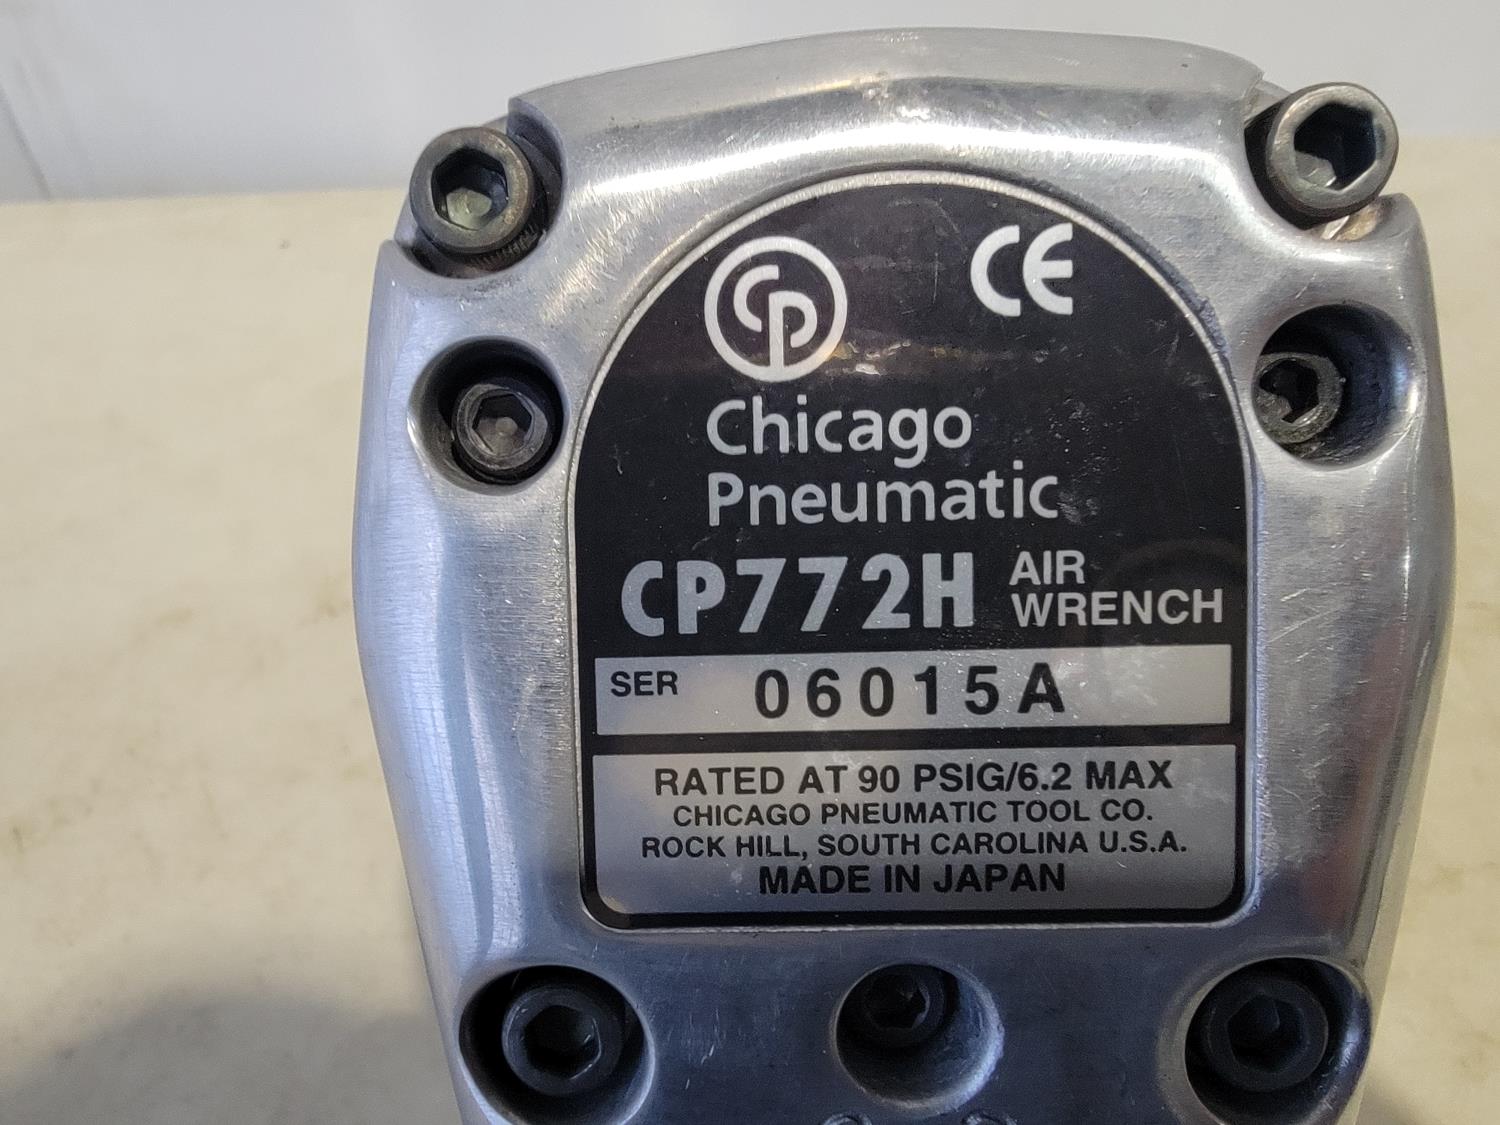 CP CE
Chicago
Pneumatic
CP772H AIR WRENCH
SER 06015A
RATED AT 90 PSIG/6.2 MAX
CHICAGO PNEUMATIC TOOL CO.
ROCK HILL, SOUTH CAROLINA U.S.A.
MADE IN JAPAN